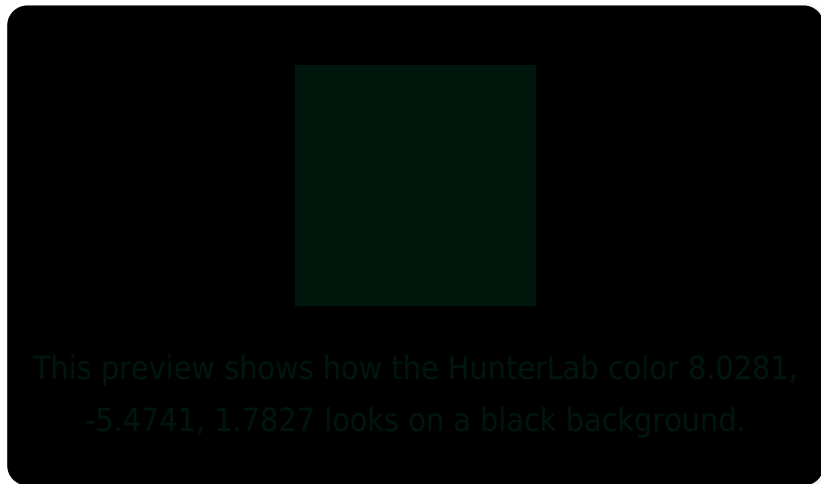 This preview shows how the HunterLab color 8.0281,
-5.4741, 1.7827 looks on a black background.